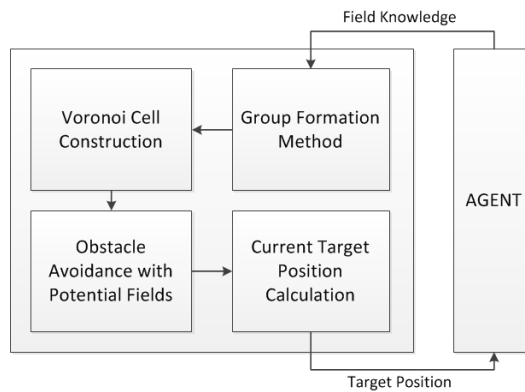 Field Knowledge
Voronoi Cell
Construction
Group Formation
Method
AGENT
Obstacle
Avoidance with
Potential Fields
Current Target
Position
Calculation
Target Position